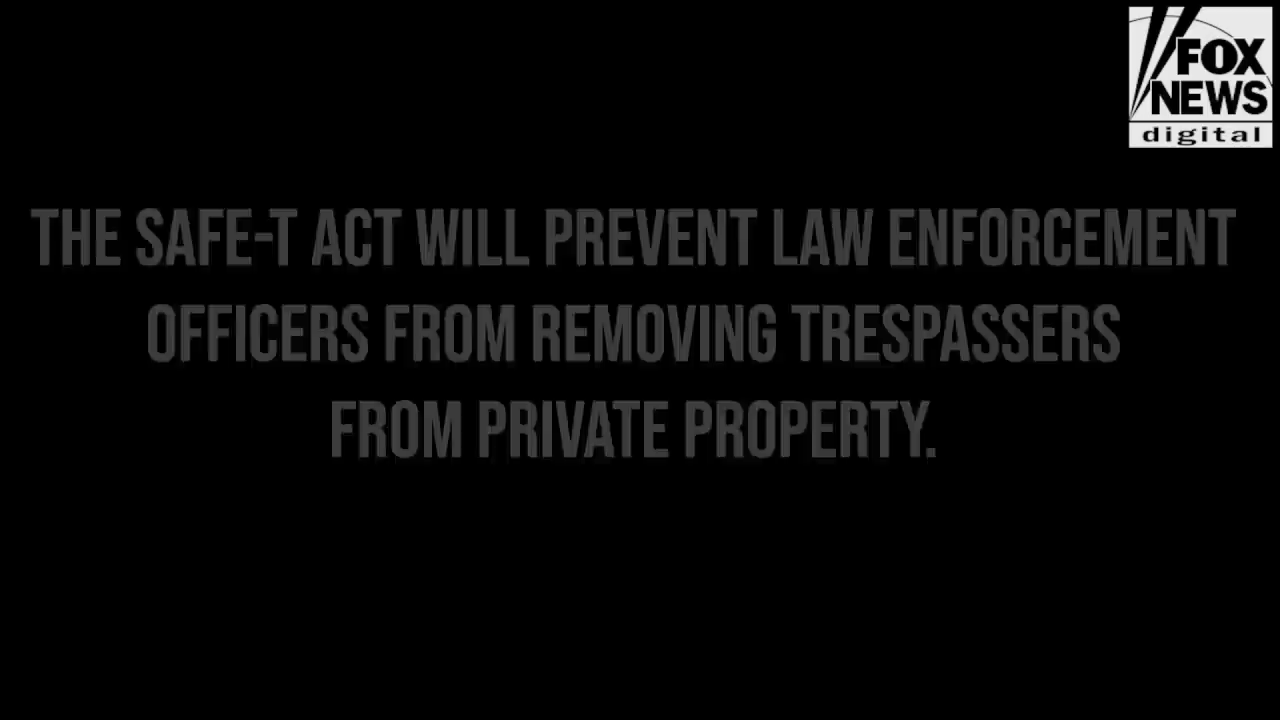 FOX
NEWS
digital
THE SAFE-T ACT WILL PREVENT LAW ENFORCEMENT
OFFICERS FROM REMOVING TRESPASSERS
FROM PRIVATE PROPERTY.